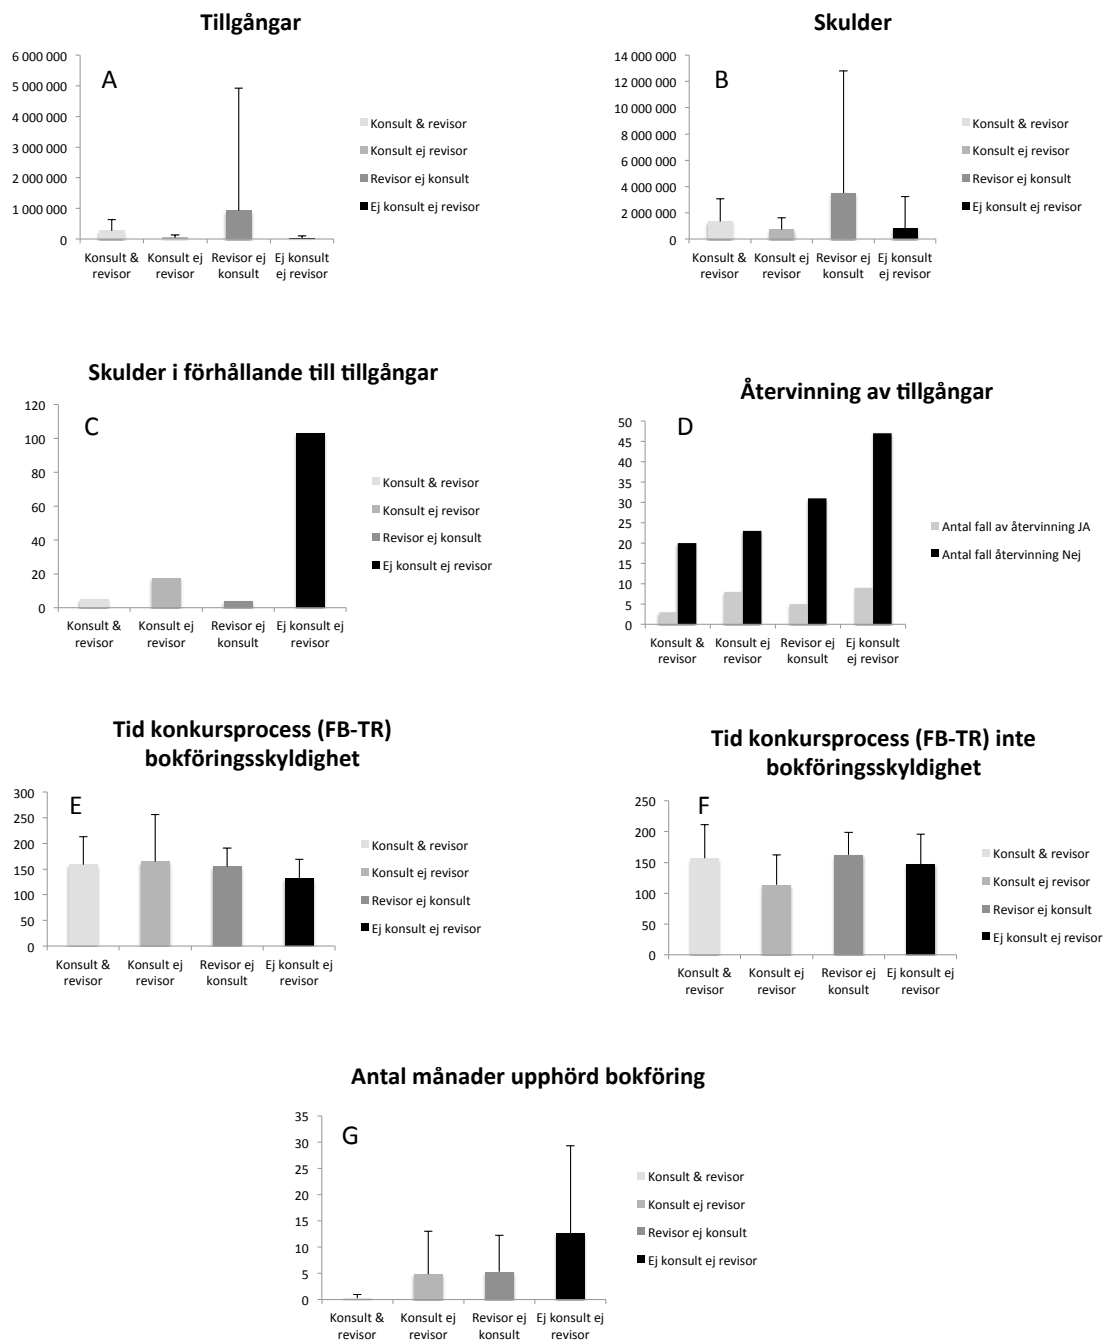 Tillgångar
A
6 000 000
5 000 000
4 000 000
3 000 000
2 000 000
1 000 000
0
Konsult &
revisor
Konsult ej
revisor
Revisor ej
konsult
Ej konsult
ej revisor
Konsult & revisor
Konsult ej revisor
Revisor ej konsult
Ej konsult ej revisor
Skulder
B
14 000 000
12 000 000
10 000 000
8 000 000
6 000 000
4 000 000
2 000 000
0
Konsult &
revisor
Konsult ej
revisor
Revisor ej
konsult
Ej konsult
ej revisor
Konsult & revisor
Konsult ej revisor
Revisor ej konsult
Ej konsult ej revisor
Skulder i förhållande till tillgångar
C
120
100
80
60
40
20
0
Konsult &
revisor
Konsult ej
revisor
Revisor ej
konsult
Ej konsult ej
revisor
Konsult & revisor
Konsult ej revisor
Revisor ej konsult
Ej konsult ej revisor
Återvinning av tillgångar
D
50
45
40
35
30
25
20
15
10
5
0
Konsult &
revisor
Konsult ej
revisor
Revisor ej
konsult
Ej konsult
ej revisor
Antal fall av återvinning JA
Antal fall återvinning Nej
Tid konkursprocess (FB-TR)
bokföringsskyldighet
E
300
250
200
150
100
50
0
Konsult &
revisor
Konsult ej
revisor
Revisor ej
konsult
Ej konsult ej
revisor
Konsult & revisor
Konsult ej revisor
Revisor ej konsult
Ej konsult ej revisor
Tid konkursprocess (FB-TR) inte
bokföringsskyldighet
F
250
200
150
100
50
0
Konsult &
revisor
Konsult ej
revisor
Revisor ej
konsult
Ej konsult ej
revisor
Konsult & revisor
Konsult ej revisor
Revisor ej konsult
Ej konsult ej revisor
Antal månader upphörd bokföring
G
35
30
25
20
15
10
5
0
Konsult &
revisor
Konsult ej
revisor
Revisor ej
konsult
Ej konsult ej
revisor
Konsult & revisor
Konsult ej revisor
Revisor ej konsult
Ej konsult ej revisor